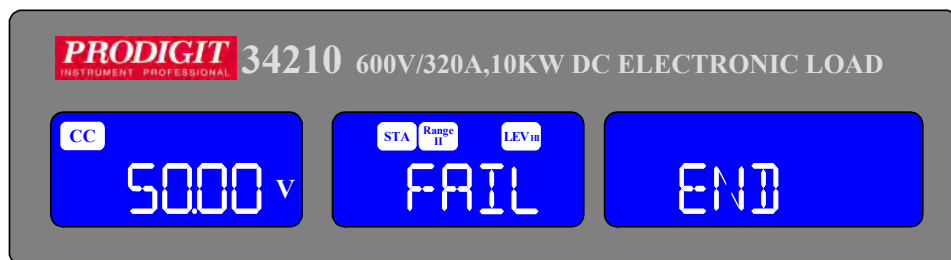 PRODIGIT
INSTRUMENT PROFESSIONAL
34210 600V/320A,10KW DC ELECTRONIC LOAD
CC
50.00 V
STA Range II LEV HI
FAIL
END